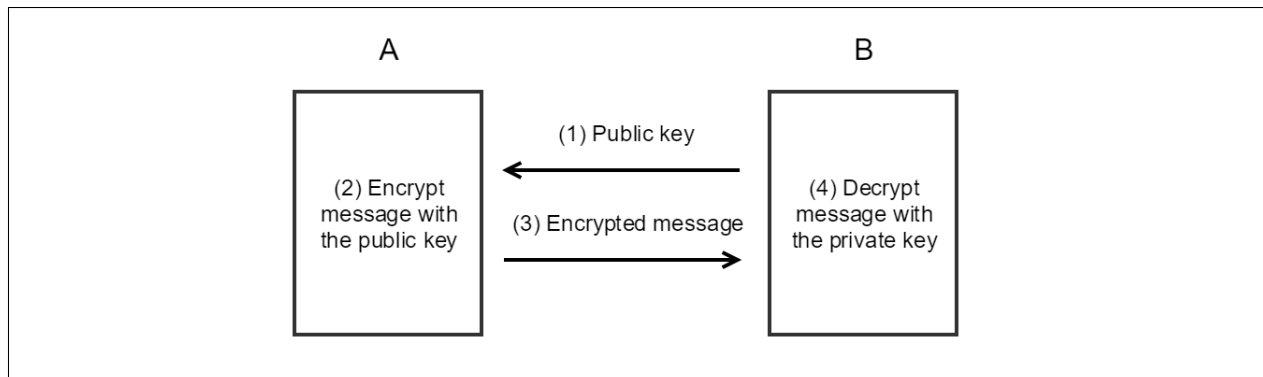 A
B
(1) Public key
(2) Encrypt
message with
the public key
(3) Encrypted message
(4) Decrypt
message with
the private key